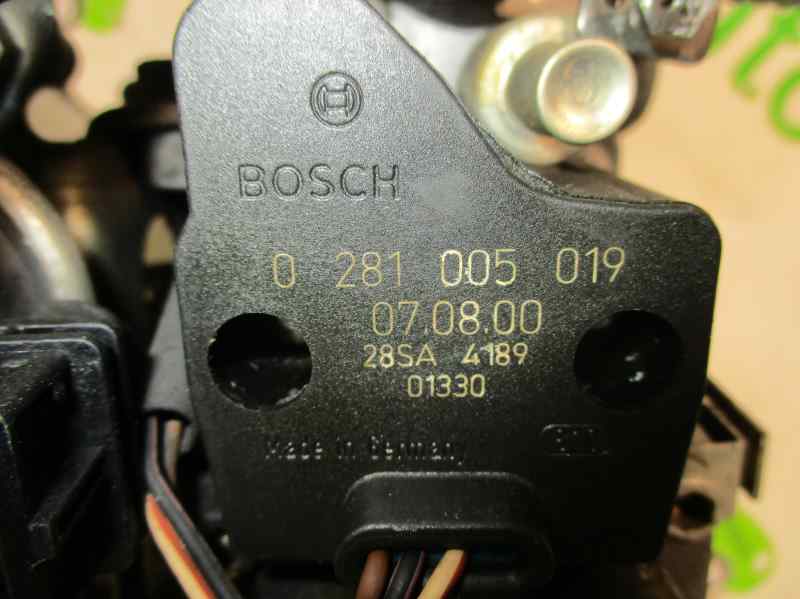 BOSCH
0 281 005 019
07.08.00
28SA 4189
01330
Made in Germany